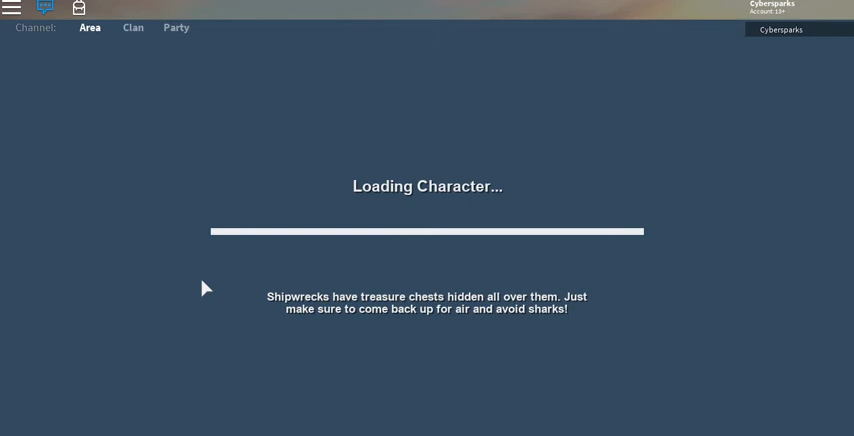 Cybersparks
Account: 13+
Channel: Area Clan Party
Cybersparks
Loading Character...
Shipwrecks have treasure chests hidden all over them. Just
make sure to come back up for air and avoid sharks!